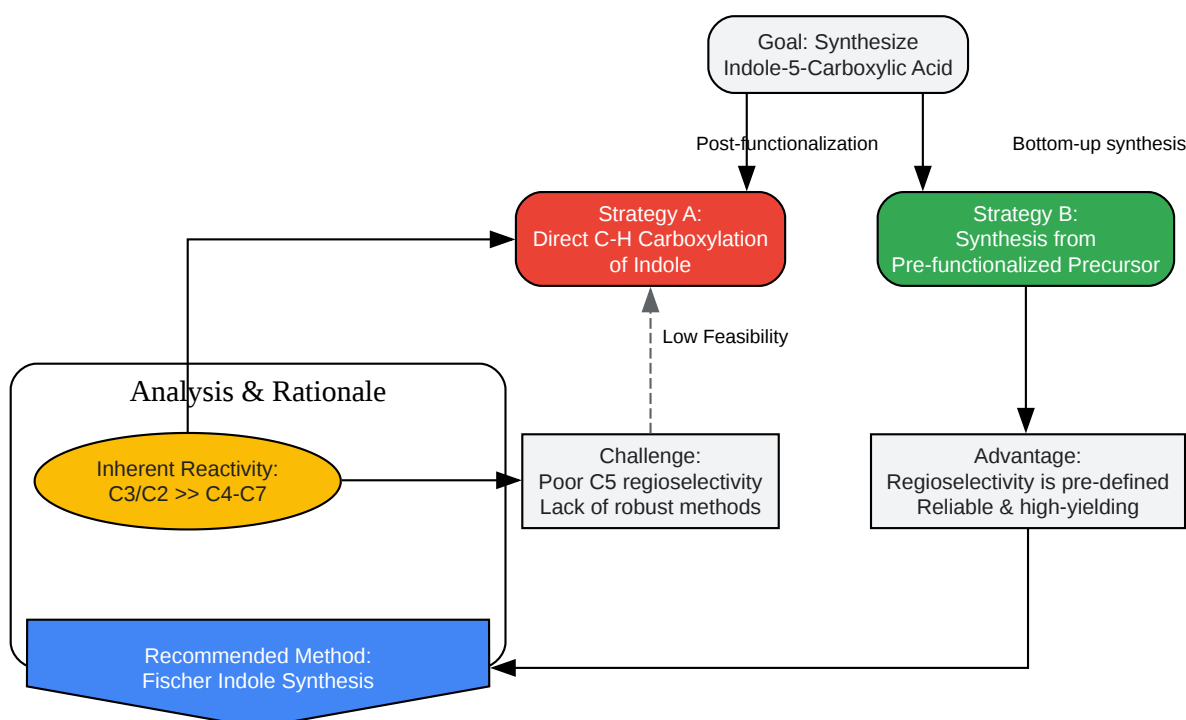 Goal: Synthesize
Indole-5-Carboxylic Acid
Post-functionalization
Bottom-up synthesis
Strategy A:
Direct C-H Carboxylation
of Indole
Strategy B:
Synthesis from
Pre-functionalized Precursor
Low Feasibility
Analysis & Rationale
Inherent Reactivity:
C3/C2 >> C4-C7
Challenge:
Poor C5 regioselectivity
Lack of robust methods
Advantage:
Regioselectivity is pre-defined
Reliable & high-yielding
Recommended Method:
Fischer Indole Synthesis